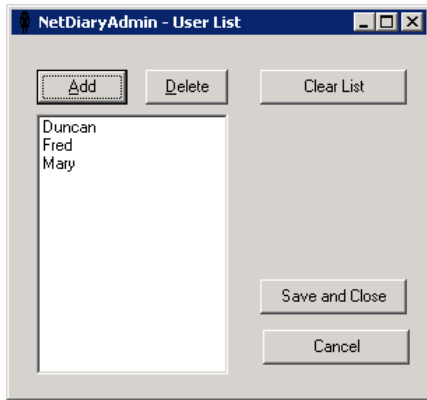 NetDiaryAdmin - User List
Add Delete Clear List
Duncan
Fred
Mary
Save and Close
Cancel